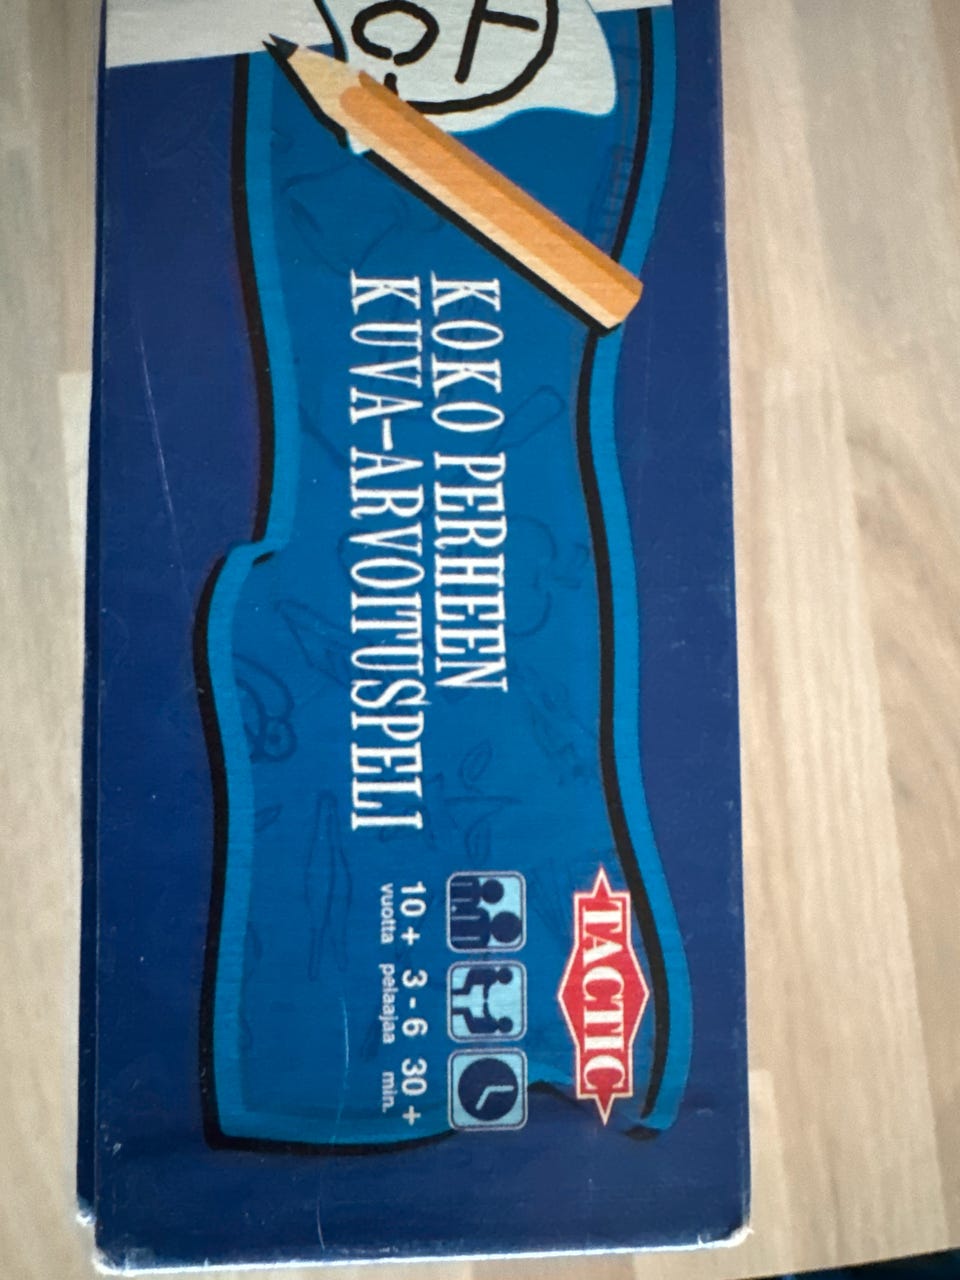 KOKO PERHEEN
KUVA-ARVOITUSPELI
TACTIC
10 + 3 - 6 30 +
vuotta pelaajaa min.